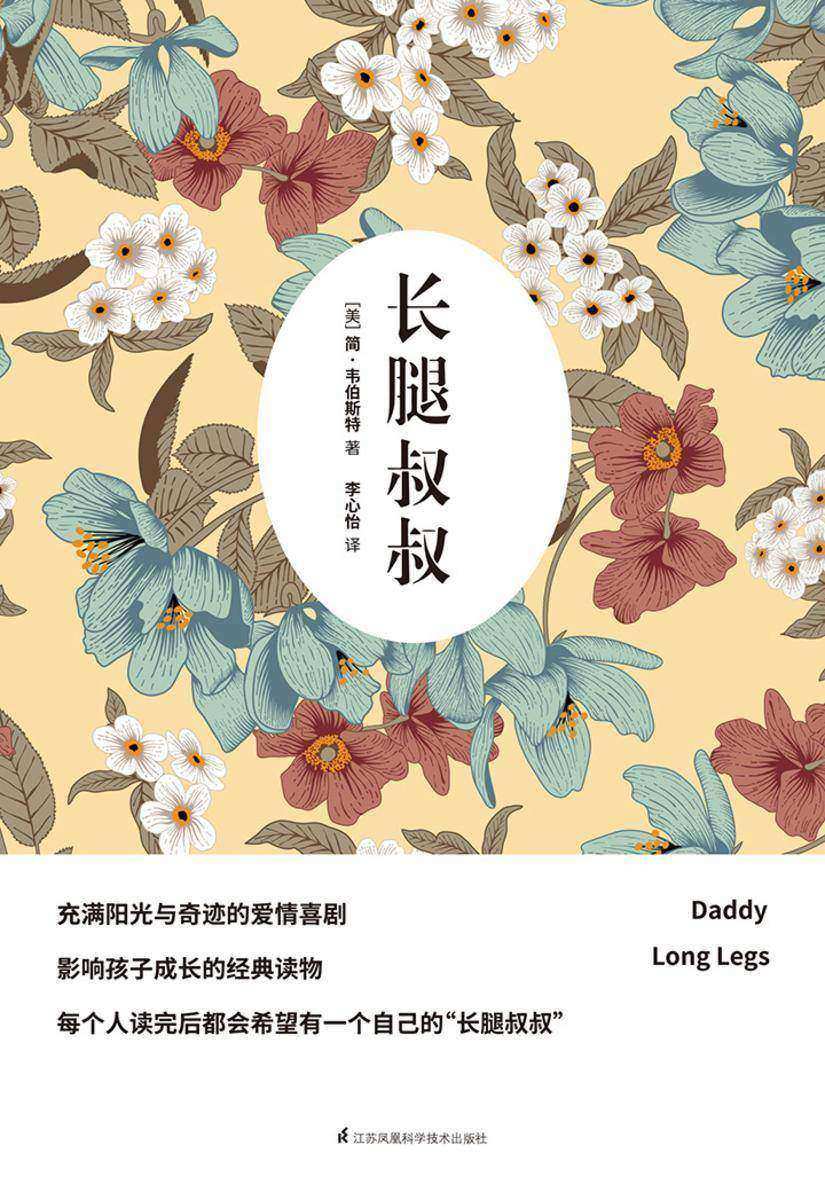 长腿叔叔
[美] 简·韦伯斯特 著 李心怡 译
充满阳光与奇迹的爱情喜剧
影响孩子成长的经典读物
每个人读完后都会希望有一个自己的“长腿叔叔”
Daddy
Long Legs
江苏凤凰科学技术出版社